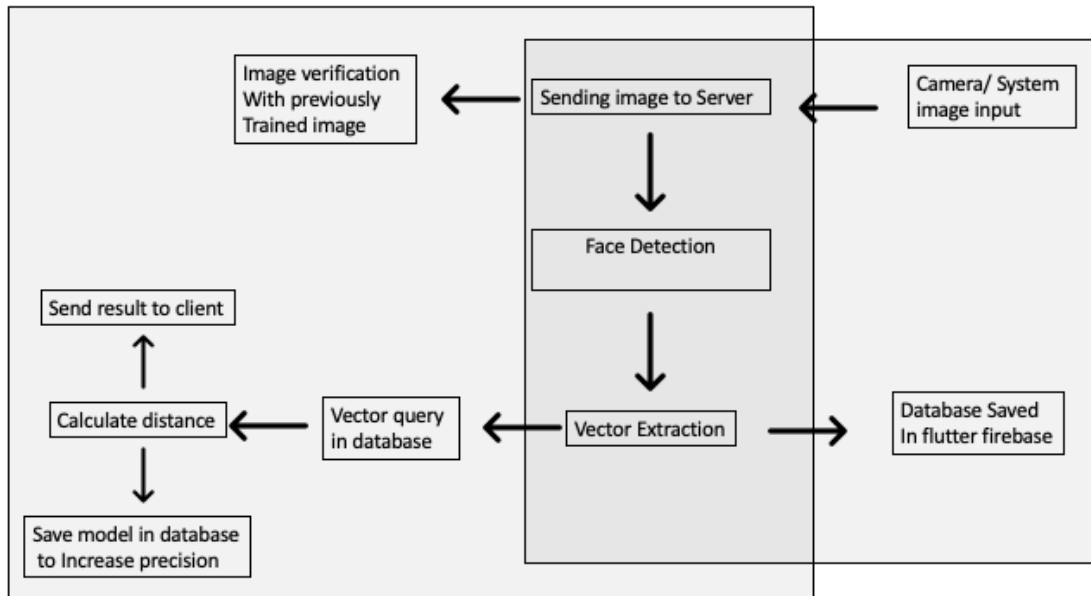 Image verification
With previously
Trained image
Sending image to Server
Camera/ System
image input
Face Detection
Send result to client
Calculate distance
Vector query
in database
Vector Extraction
Database Saved
In flutter firebase
Save model in database
to Increase precision